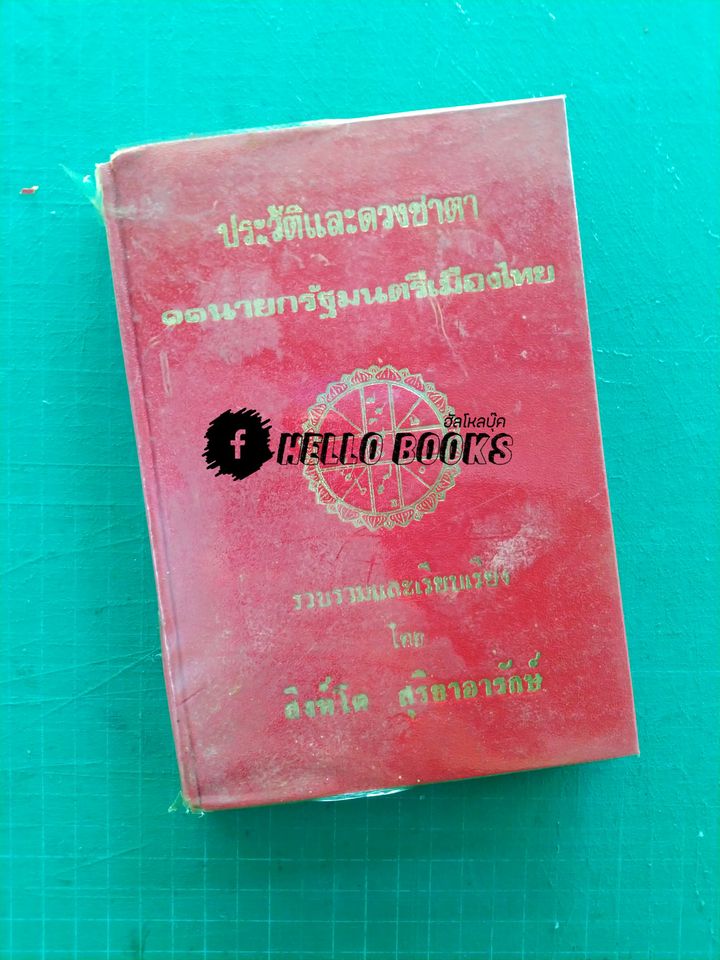 ประวัติและดวงชาตา
๑๑นายกรัฐมนตรีเมืองไทย
ฮัลโหลบุ๊ค
f HELLO BOOKS
รวบรวมและเรียบเรียง
โดย
สิงห์โต สุริยาอารักษ์